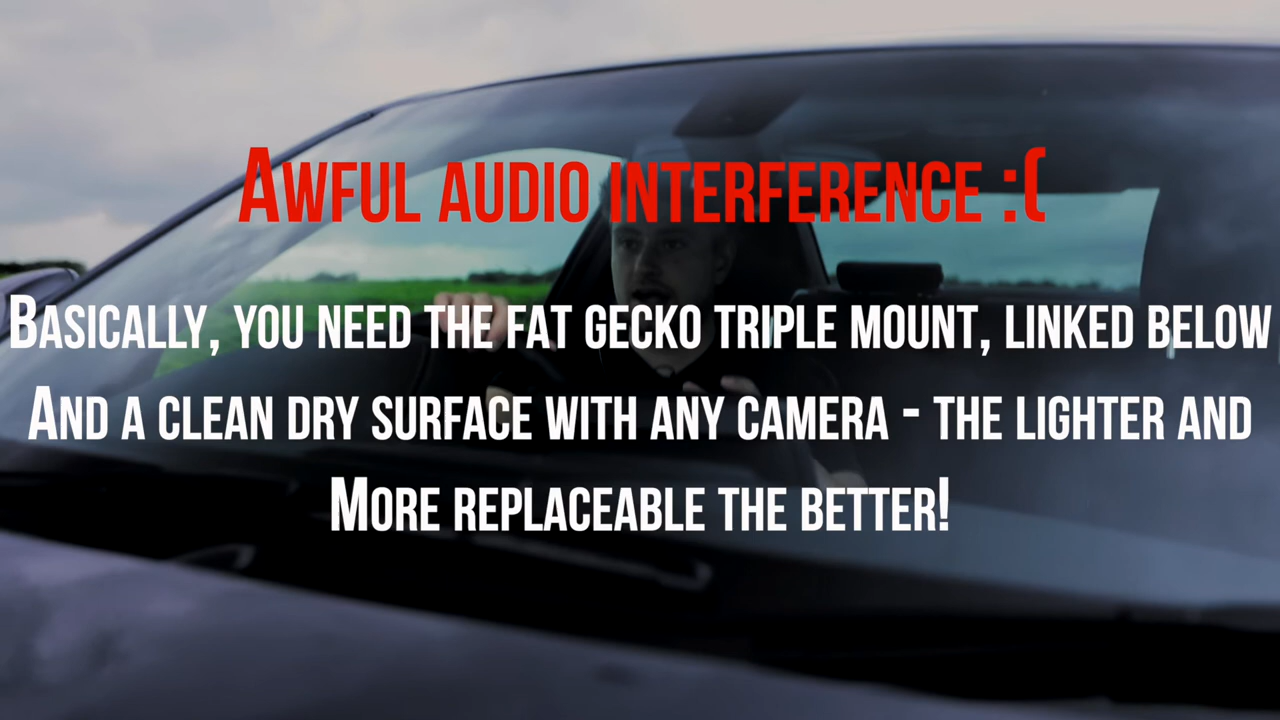 Awful audio interference :(
Basically, you need the fat gecko triple mount, linked below
And a clean dry surface with any camera - the lighter and
More replaceable the better!